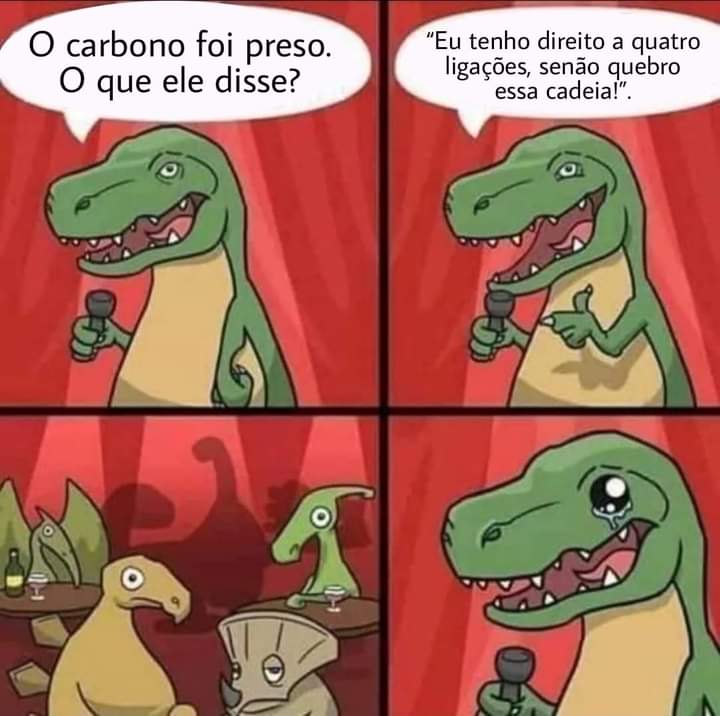 O carbono foi preso.
O que ele disse?
“Eu tenho direito a quatro
ligações, senão quebro
essa cadeia!”.